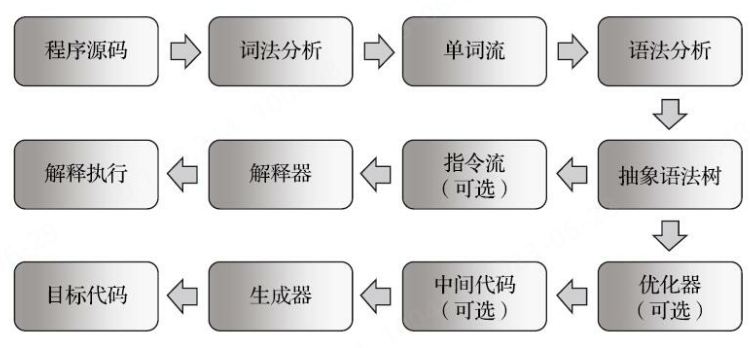 程序源码
词法分析
单词流
语法分析
解释执行
解释器
指令流
（可选）
抽象语法树
目标代码
生成器
中间代码
（可选）
优化器
（可选）